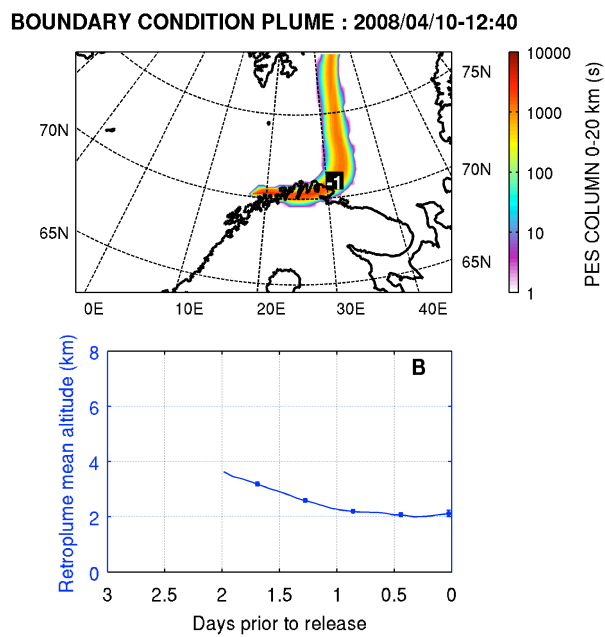 BOUNDARY CONDITION PLUME : 2008/04/10-12:40
10000
1000
100
10
1
PES COLUMN 0-20 km (s)
75N
70N
65N
70N
65N
0E 10E 20E 30E 40E
1
B
8
6
4
2
0
Retroplume mean altitude (km)
3 2.5 2 1.5 1 0.5 0
Days prior to release